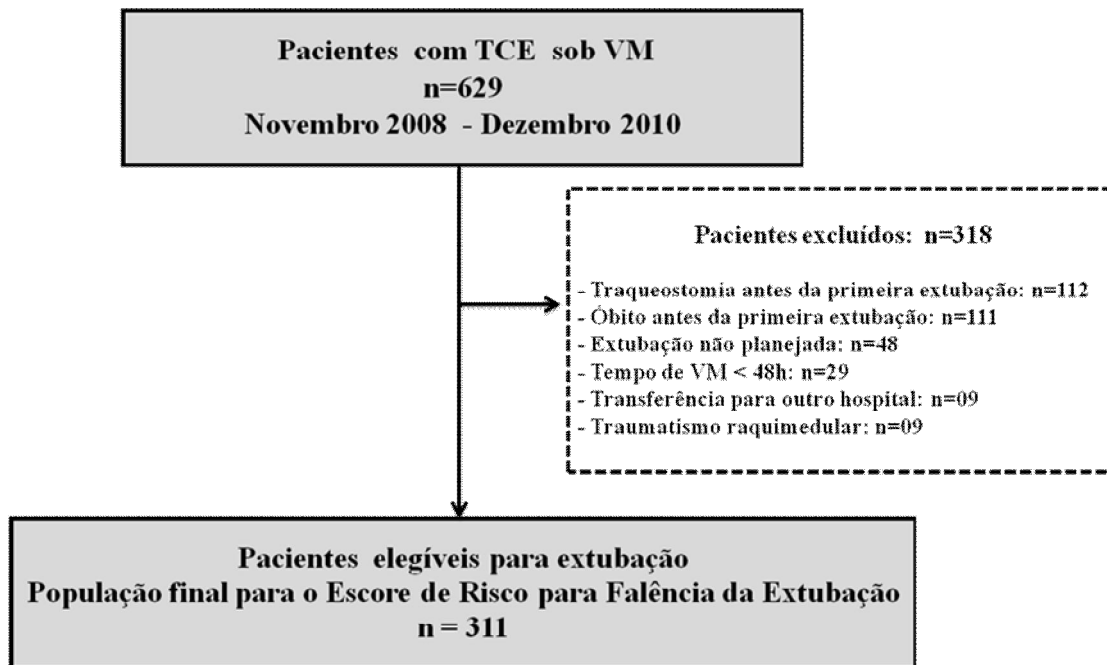 Pacientes com TCE sob VM
n=629
Novembro 2008 - Dezembro 2010
Pacientes excluídos: n=318
- Traqueostomia antes da primeira extubação: n=112
- Óbito antes da primeira extubação: n=111
- Extubação não planejada: n=48
- Tempo de VM < 48h: n=29
- Transferência para outro hospital: n=09
- Traumatismo raquimedular: n=09
Pacientes elegíveis para extubação
População final para o Escore de Risco para Falência da Extubação
n = 311